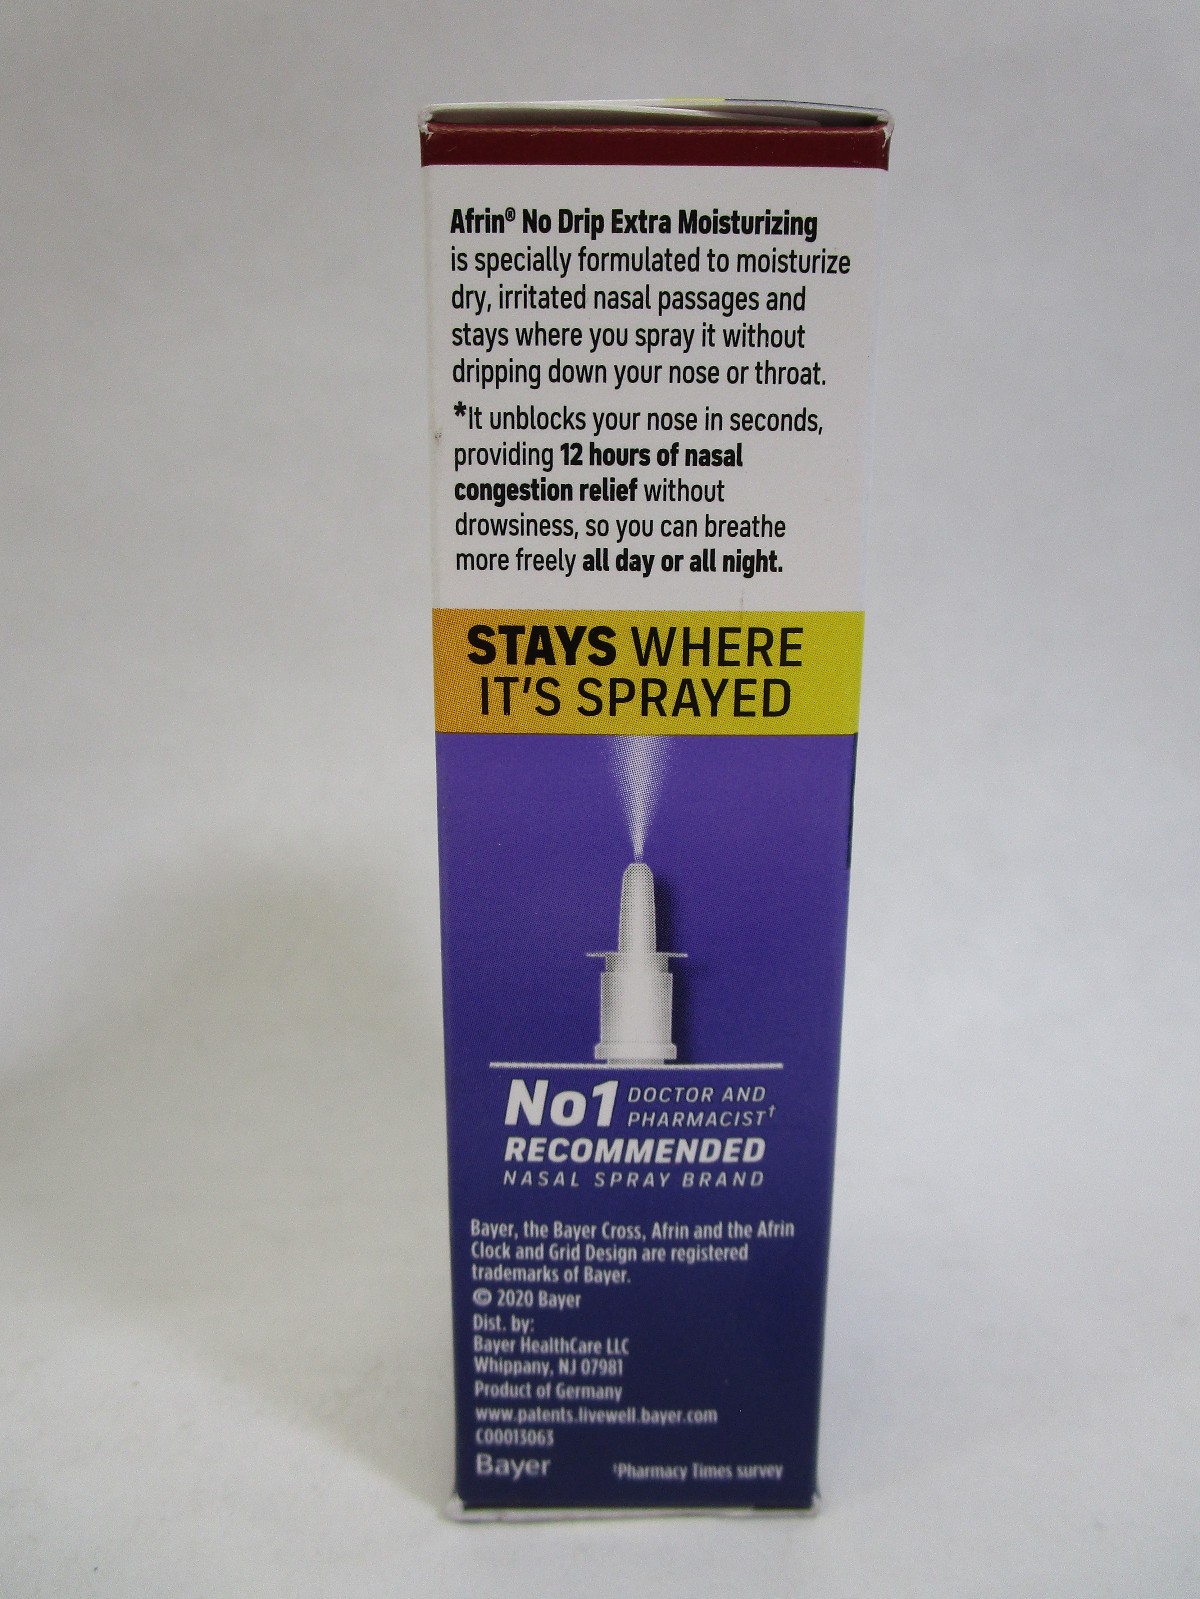 Afrin® No Drip Extra Moisturizing
is specially formulated to moisturize
dry, irritated nasal passages and
stays where you spray it without
dripping down your nose or throat.
*It unblocks your nose in seconds,
providing 12 hours of nasal
congestion relief without
drowsiness, so you can breathe
more freely all day or all night.
STAYS WHERE
IT'S SPRAYED
No1 DOCTOR AND
PHARMACIST†
RECOMMENDED
NASAL SPRAY BRAND
Bayer, the Bayer Cross, Afrin and the Afrin
Clock and Grid Design are registered
trademarks of Bayer.
© 2020 Bayer
Dist. by:
Bayer HealthCare LLC
Whippany, NJ 07981
Product of Germany
www.patents.livewell.bayer.com
C00013063
Bayer
†Pharmacy Times survey